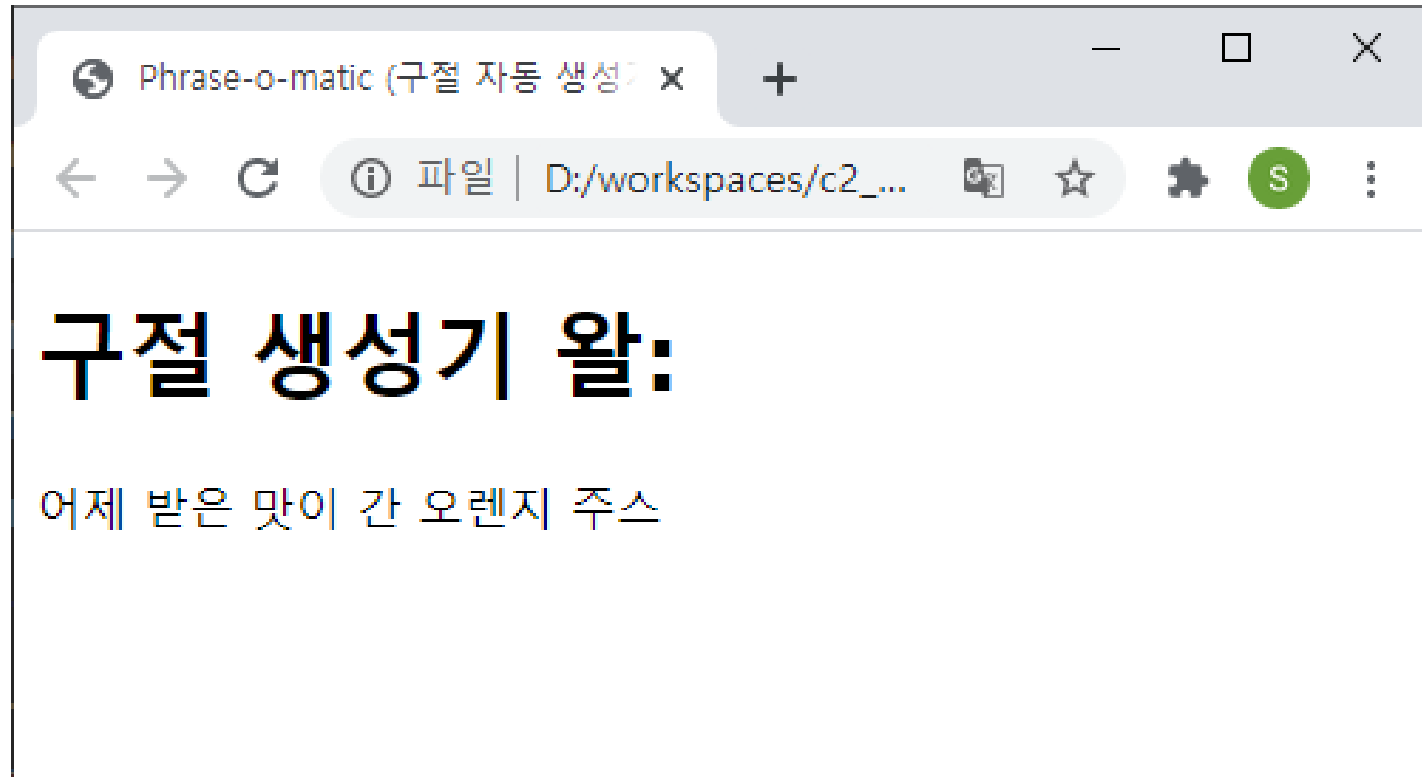 Phrase-o-matic (구절 자동 생성
파일 D:/workspaces/c2_... S
구절 생성기 왈:
어제 받은 맛이 간 오렌지 주스